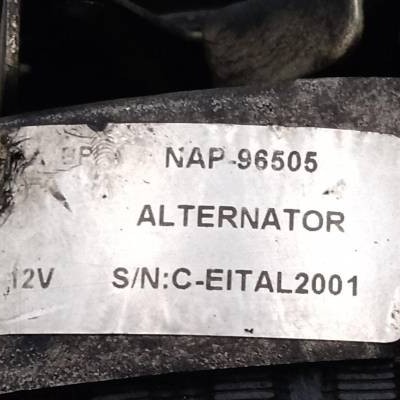 NAP-96505
ALTERNATOR
12V S/N:C-EITAL2001